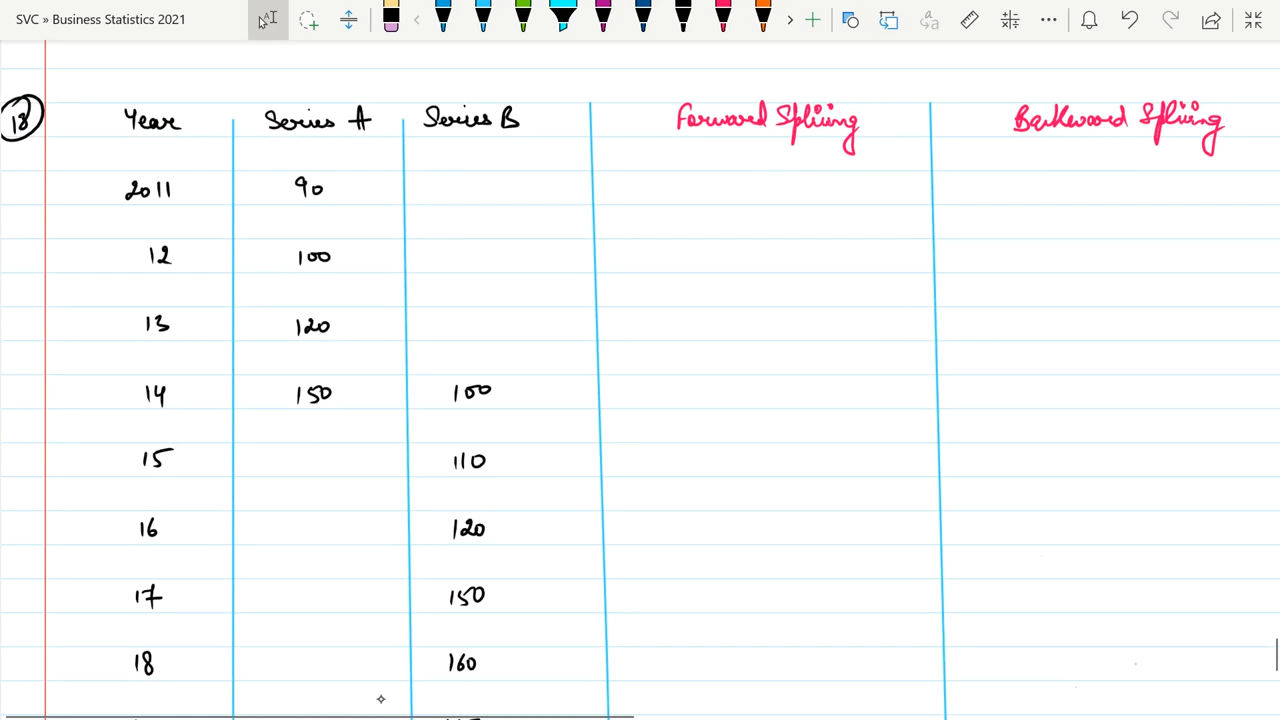 SVC » Business Statistics 2021
18 Year Series A Series B Forward Splicing Backward Splicing
2011 90
12 100
13 120
14 150 100
15 110
16 120
17 150
18 160